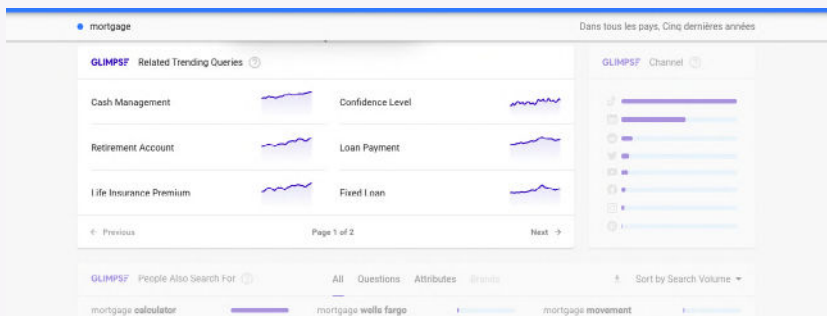 mortgage
Dans tous les pays, Cinq dernières années
GLIMPSE Related Trending Queries
GLIMPSE Channel
Cash Management
Confidence Level
Retirement Account
Loan Payment
Life Insurance Premium
Fixed Loan
← Previous
Page 1 of 2
Next →
GLIMPSE People Also Search For
All Questions Attributes Brands
Sort by Search Volume
mortgage calculator
mortgage wells fargo
mortgage movement